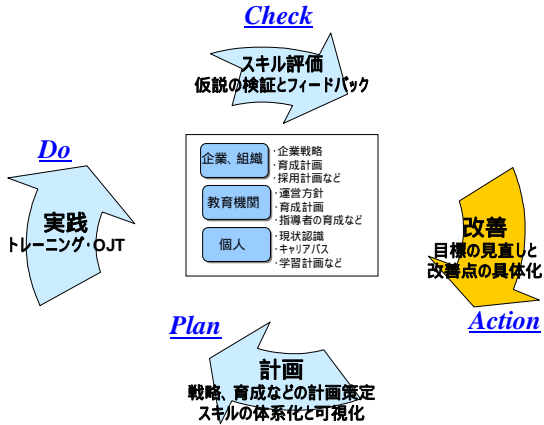 Check
スキル評価
仮説の検証とフィードバック
Do
実践
トレーニング・OJT
企業、組織
・企業戦略
・育成計画
・採用計画など
教育機関
・運営方針
・育成計画
・指導者の育成など
個人
・現状認識
・キャリアパス
・学習計画など
改善
目標の見直しと
改善点の具体化
Action
Plan
計画
戦略、育成などの計画策定
スキルの体系化と可視化